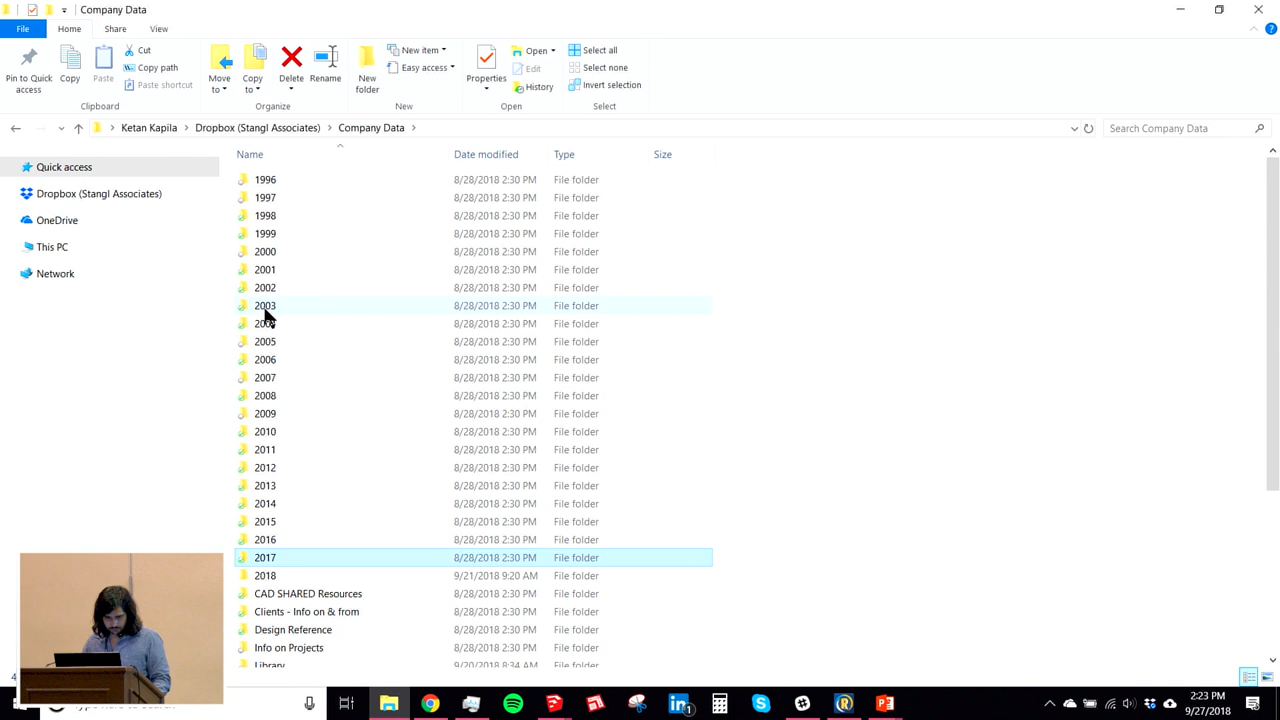 Company Data
File Home Share View
Pin to Quick access
Copy
Paste
Cut
Copy path
Paste shortcut
Clipboard
Move to
Copy to
Delete
Rename
Organize
New folder
New item
Easy access
New
Properties
Open
Edit
History
Open
Select all
Select none
Invert selection
Select
Ketan Kapila Dropbox (Stangl Associates) Company Data
Search Company Data
Quick access
Dropbox (Stangl Associates)
OneDrive
This PC
Network
Name Date modified Type Size
1996 8/28/2018 2:30 PM File folder
1997 8/28/2018 2:30 PM File folder
1998 8/28/2018 2:30 PM File folder
1999 8/28/2018 2:30 PM File folder
2000 8/28/2018 2:30 PM File folder
2001 8/28/2018 2:30 PM File folder
2002 8/28/2018 2:30 PM File folder
2003 8/28/2018 2:30 PM File folder
2004 8/28/2018 2:30 PM File folder
2005 8/28/2018 2:30 PM File folder
2006 8/28/2018 2:30 PM File folder
2007 8/28/2018 2:30 PM File folder
2008 8/28/2018 2:30 PM File folder
2009 8/28/2018 2:30 PM File folder
2010 8/28/2018 2:30 PM File folder
2011 8/28/2018 2:30 PM File folder
2012 8/28/2018 2:30 PM File folder
2013 8/28/2018 2:30 PM File folder
2014 8/28/2018 2:30 PM File folder
2015 8/28/2018 2:30 PM File folder
2016 8/28/2018 2:30 PM File folder
2017 8/28/2018 2:30 PM File folder
2018 9/21/2018 9:20 AM File folder
CAD SHARED Resources 8/28/2018 2:30 PM File folder
Clients - Info on & from 8/28/2018 2:30 PM File folder
Design Reference 8/28/2018 2:30 PM File folder
Info on Projects 8/28/2018 2:30 PM File folder
Library 9/20/2018 8:34 AM File folder
2:23 PM
9/27/2018